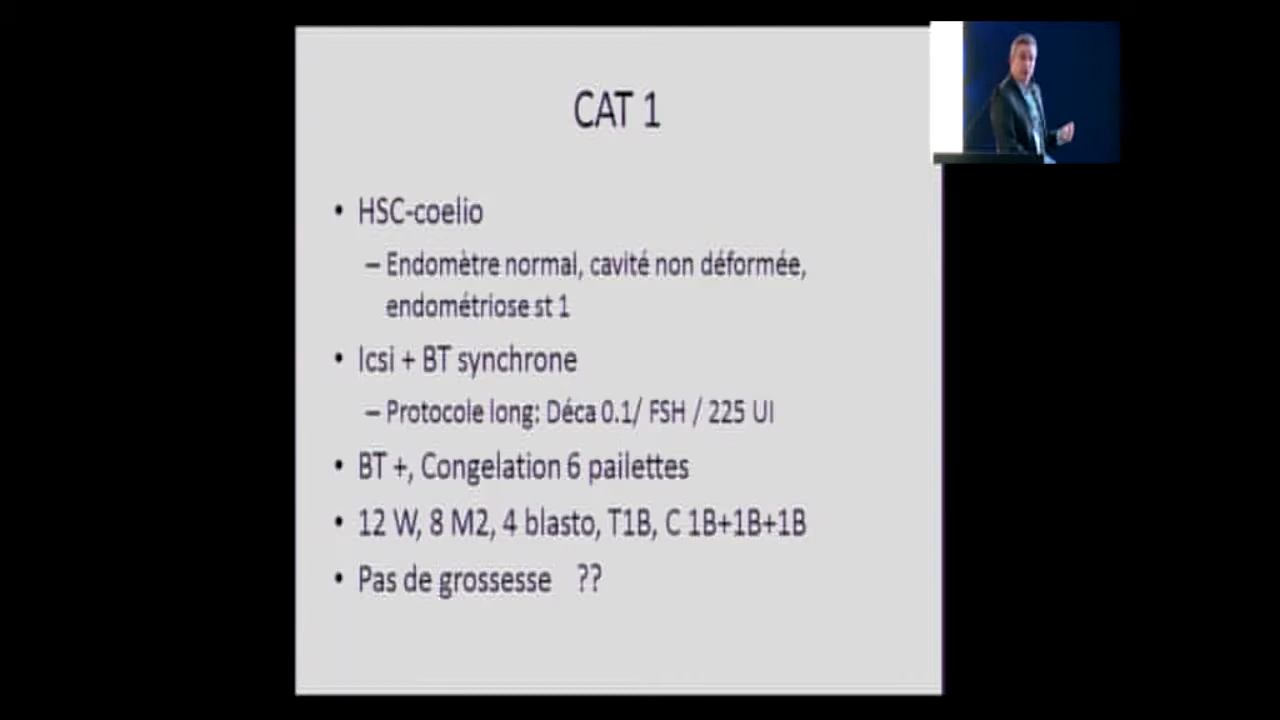 CAT 1
• HSC-coelio
– Endomètre normal, cavité non déformée,
endométriose st 1
• Icsi + BT synchrone
– Protocole long: Déca 0.1/ FSH / 225 UI
• BT +, Congelation 6 pailettes
• 12 W, 8 M2, 4 blasto, T1B, C 1B+1B+1B
• Pas de grossesse ??